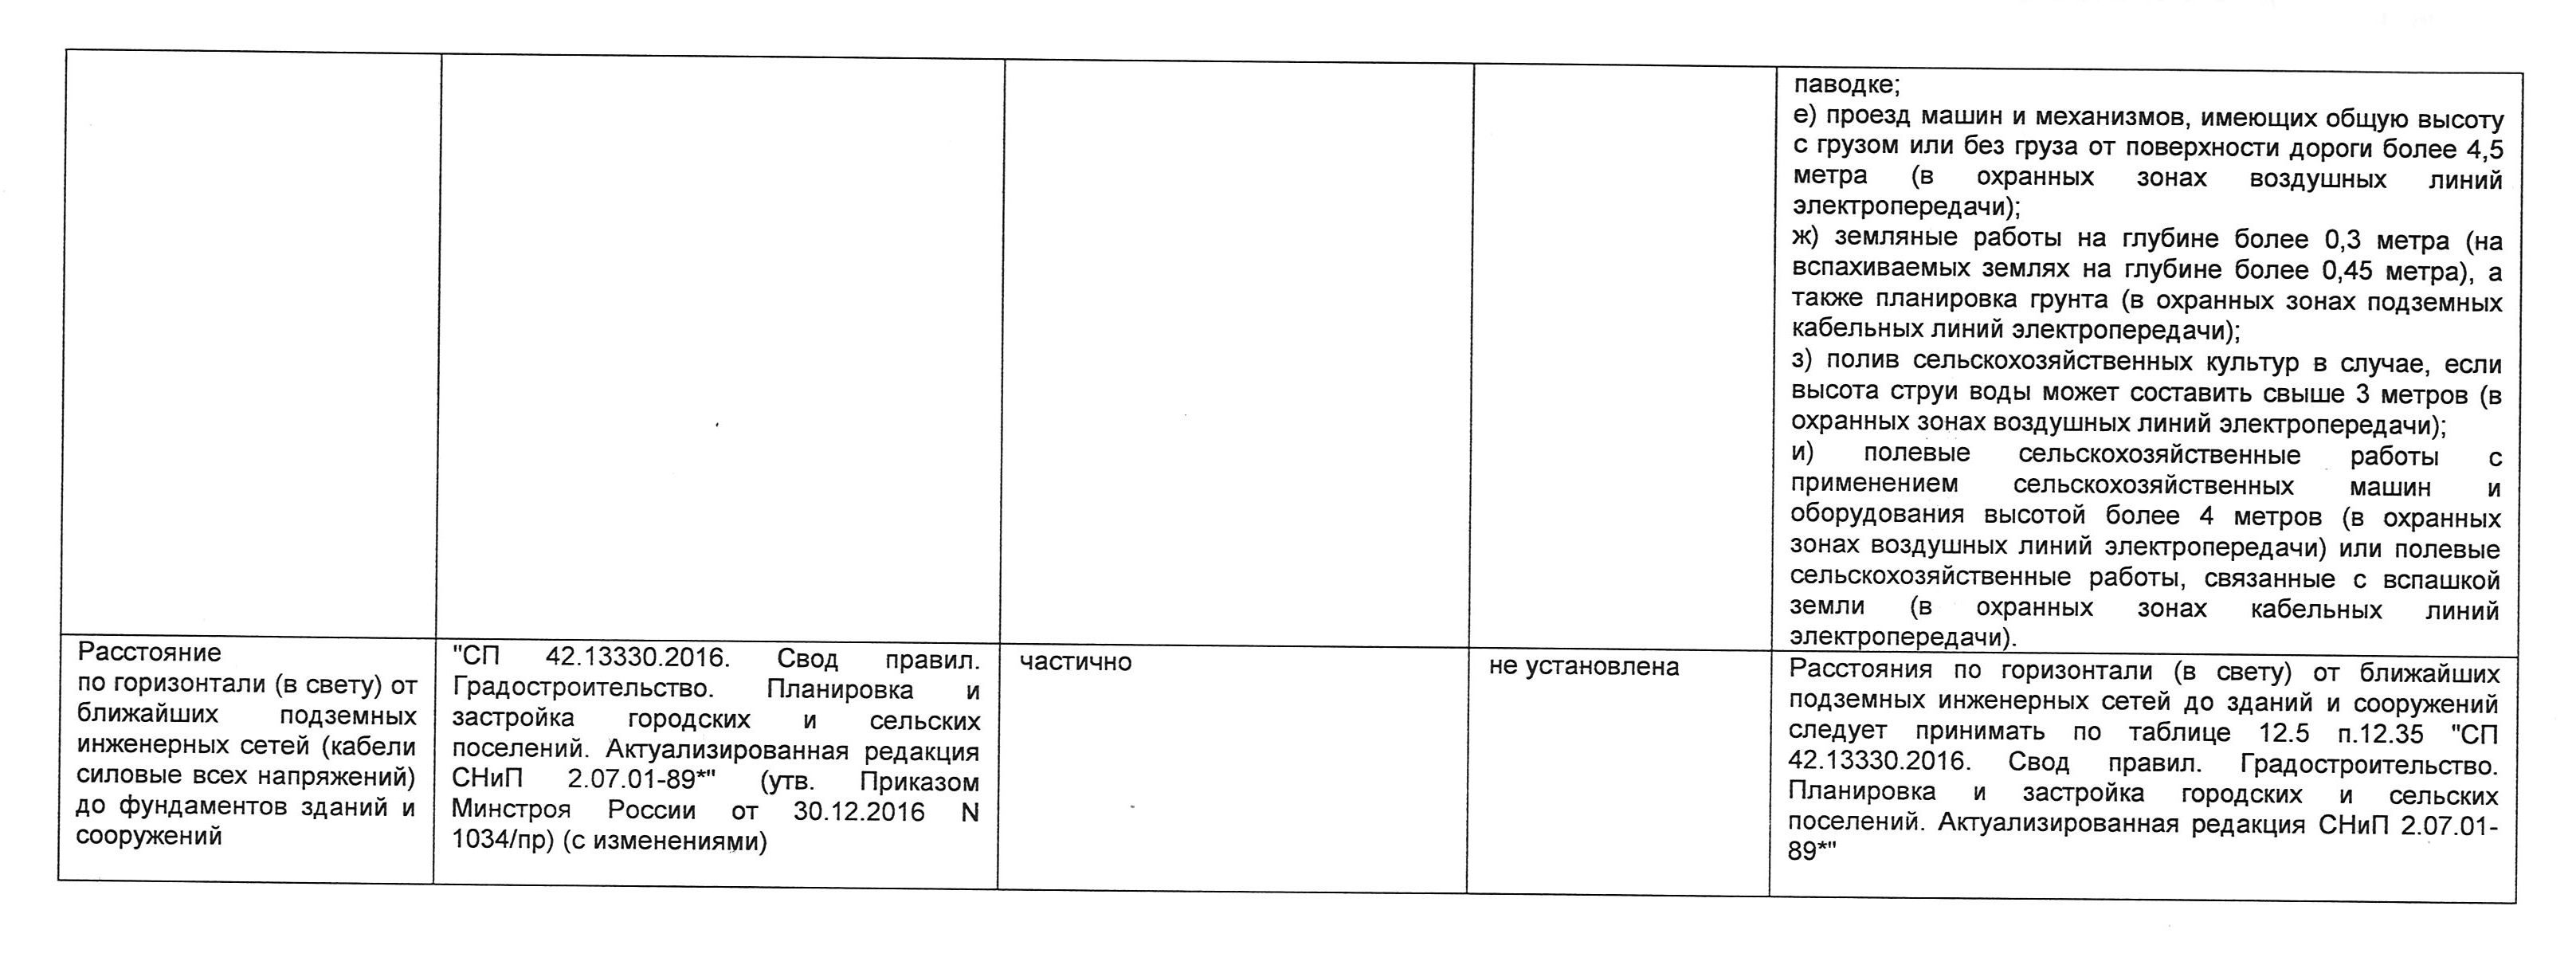 паводке;
е) проезд машин и механизмов, имеющих общую высоту
с грузом или без груза от поверхности дороги более 4,5
метра (в охранных зонах воздушных линий
электропередачи);
ж) земляные работы на глубине более 0,3 метра (на
вспахиваемых землях на глубине более 0,45 метра), а
также планировка грунта (в охранных зонах подземных
кабельных линий электропередачи);
з) полив сельскохозяйственных культур в случае, если
высота струи воды может составить свыше 3 метров (в
охранных зонах воздушных линий электропередачи);
и) полевые сельскохозяйственные работы с
применением сельскохозяйственных машин и
оборудования высотой более 4 метров (в охранных
зонах воздушных линий электропередачи) или полевые
сельскохозяйственные работы, связанные с вспашкой
земли (в охранных зонах кабельных линий
электропередачи).
Расстояние
по горизонтали (в свету) от
ближайших подземных
инженерных сетей (кабели
силовые всех напряжений)
до фундаментов зданий и
сооружений
"СП 42.13330.2016. Свод правил.
Градостроительство. Планировка и
застройка городских и сельских
поселений. Актуализированная редакция
СНиП 2.07.01-89*" (утв. Приказом
Минстроя России от 30.12.2016 N
1034/пр) (с изменениями)
частично
не установлена
Расстояния по горизонтали (в свету) от ближайших
подземных инженерных сетей до зданий и сооружений
следует принимать по таблице 12.5 п.12.35 "СП
42.13330.2016. Свод правил. Градостроительство.
Планировка и застройка городских и сельских
поселений. Актуализированная редакция СНиП 2.07.01-
89*"